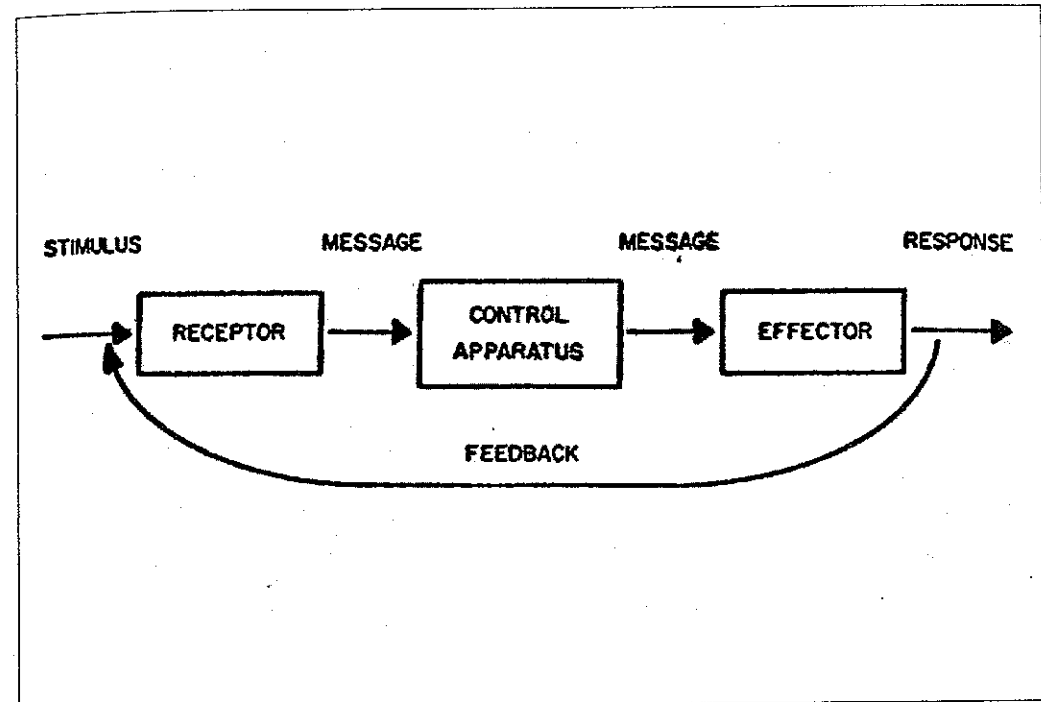 STIMULUS
MESSAGE
MESSAGE
RESPONSE
RECEPTOR
CONTROL
APPARATUS
EFFECTOR
FEEDBACK